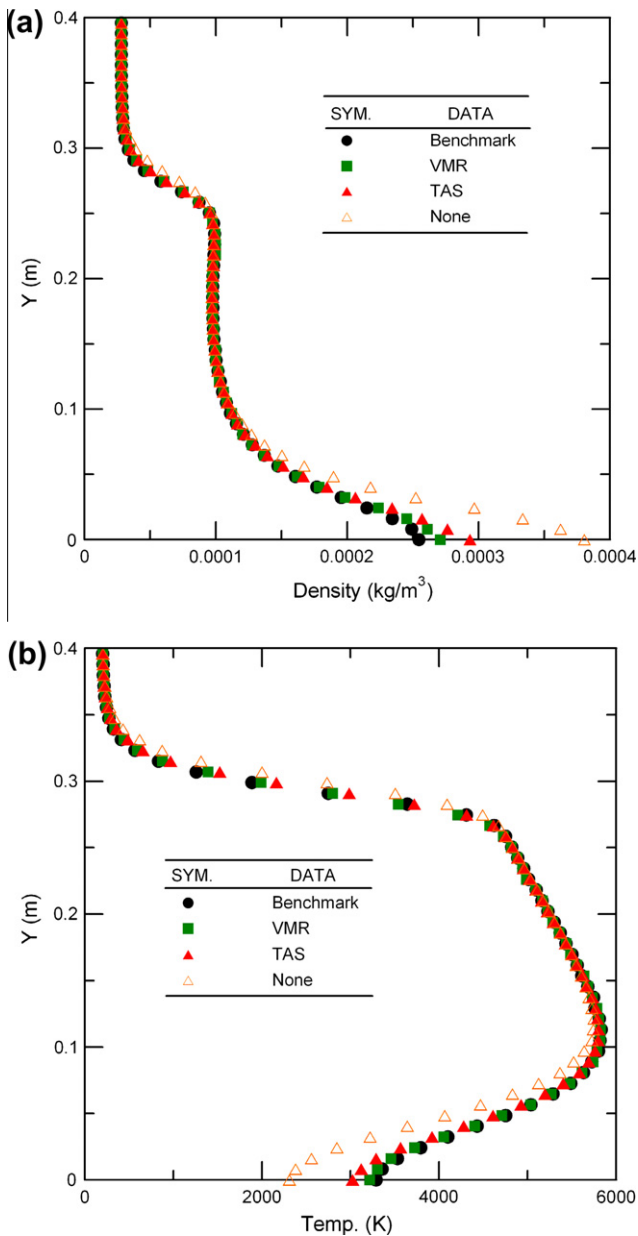 (a)
0.4
0.3
0.2
0.1
0
Y (m)
SYM. DATA
Benchmark
VMR
TAS
None
0 0.0001 0.0002 0.0003 0.0004
Density (kg/m³)
(b)
0.4
0.3
0.2
0.1
0
Y (m)
SYM. DATA
Benchmark
VMR
TAS
None
0 2000 4000 6000
Temp. (K)